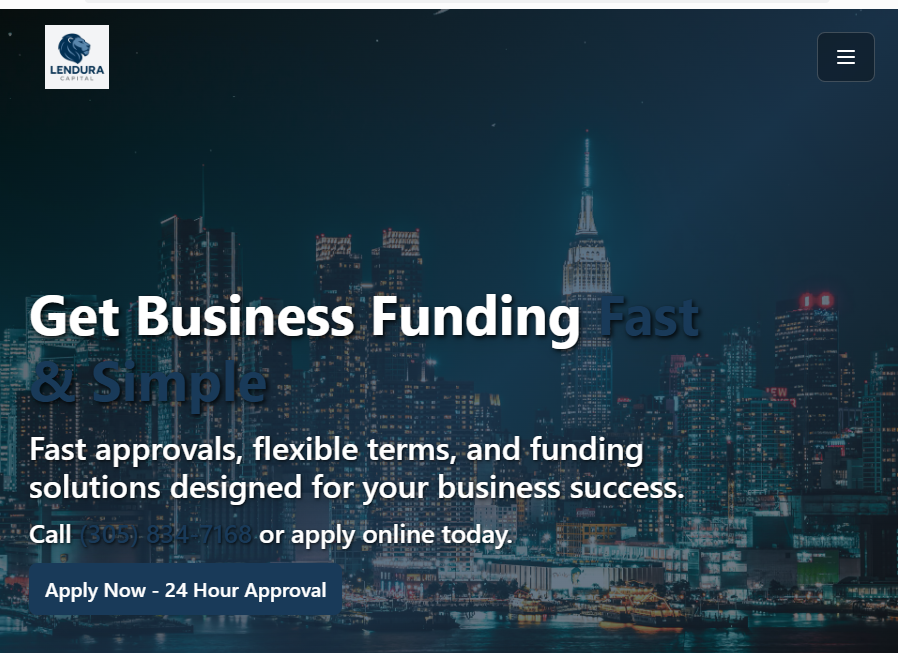 LENDURA
CAPITAL
Get Business Funding Fast
& Simple
NEW
Fast approvals, flexible terms, and funding
solutions designed for your business success.
Call (305) 834-7168 or apply online today.
Apply Now - 24 Hour Approval